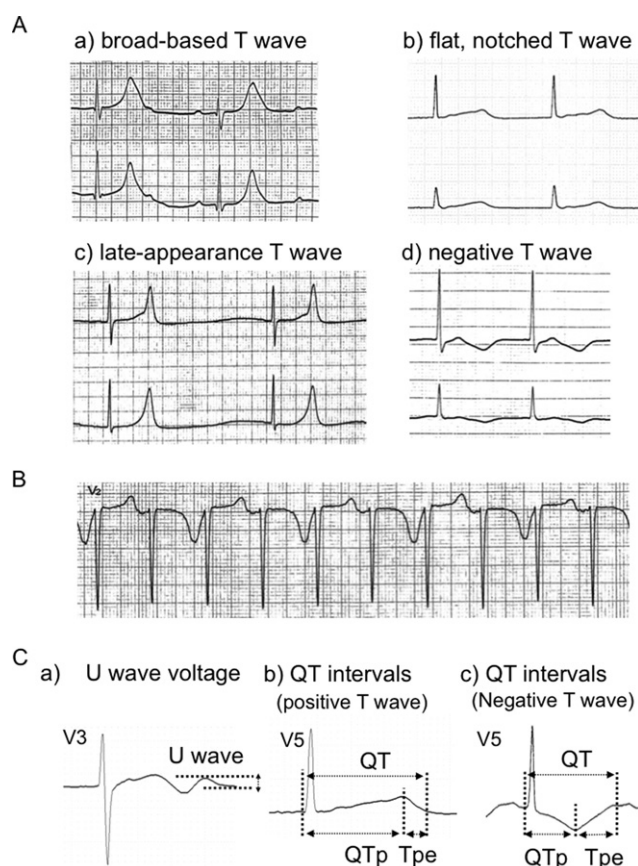 A
a) broad-based T wave
b) flat, notched T wave
c) late-appearance T wave
d) negative T wave
B
V₂
C
a) U wave voltage
V3
U wave
b) QT intervals
(positive T wave)
V5
QT
QTp Tpe
c) QT intervals
(Negative T wave)
V5
QT
QTp Tpe